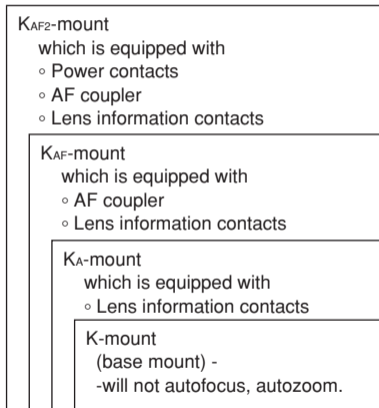 KAF2-mount
which is equipped with
◦ Power contacts
◦ AF coupler
◦ Lens information contacts
KAF-mount
which is equipped with
◦ AF coupler
◦ Lens information contacts
KA-mount
which is equipped with
◦ Lens information contacts
K-mount
(base mount) -
-will not autofocus, autozoom.